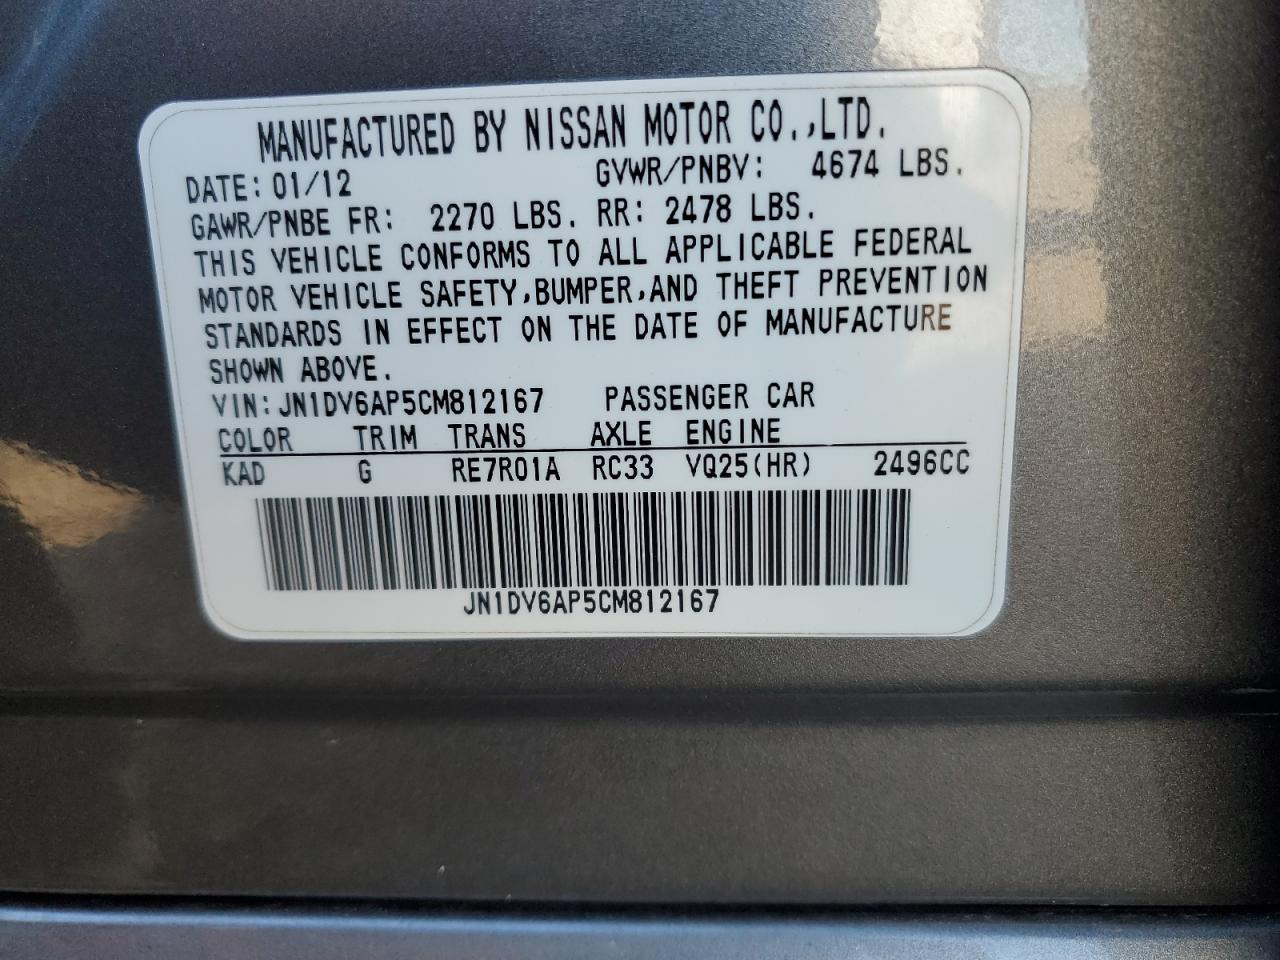 MANUFACTURED BY NISSAN MOTOR CO.,LTD.
DATE: 01/12 GVWR/PNBV: 4674 LBS.
GAWR/PNBE FR: 2270 LBS. RR: 2478 LBS.
THIS VEHICLE CONFORMS TO ALL APPLICABLE FEDERAL
MOTOR VEHICLE SAFETY,BUMPER,AND THEFT PREVENTION
STANDARDS IN EFFECT ON THE DATE OF MANUFACTURE
SHOWN ABOVE.
VIN: JN1DV6AP5CM812167 PASSENGER CAR
COLOR TRIM TRANS AXLE ENGINE
KAD G RE7R01A RC33 VQ25(HR) 2496CC
JN1DV6AP5CM812167